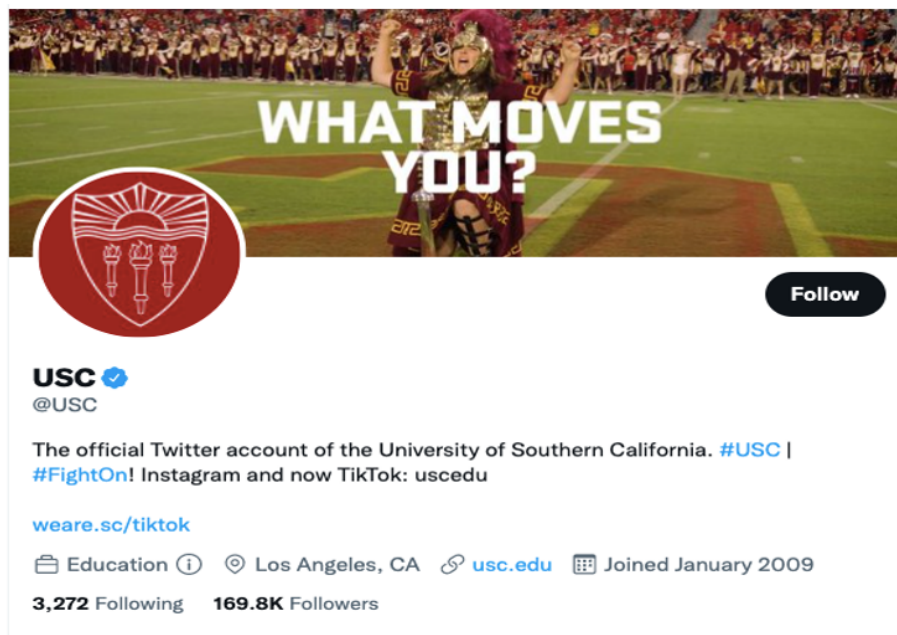 WHAT MOVES
YOU?
Follow
USC
@USC
The official Twitter account of the University of Southern California. #USC |
#FightOn! Instagram and now TikTok: uscedu
weare.sc/tiktok
Education Los Angeles, CA usc.edu Joined January 2009
3,272 Following 169.8K Followers